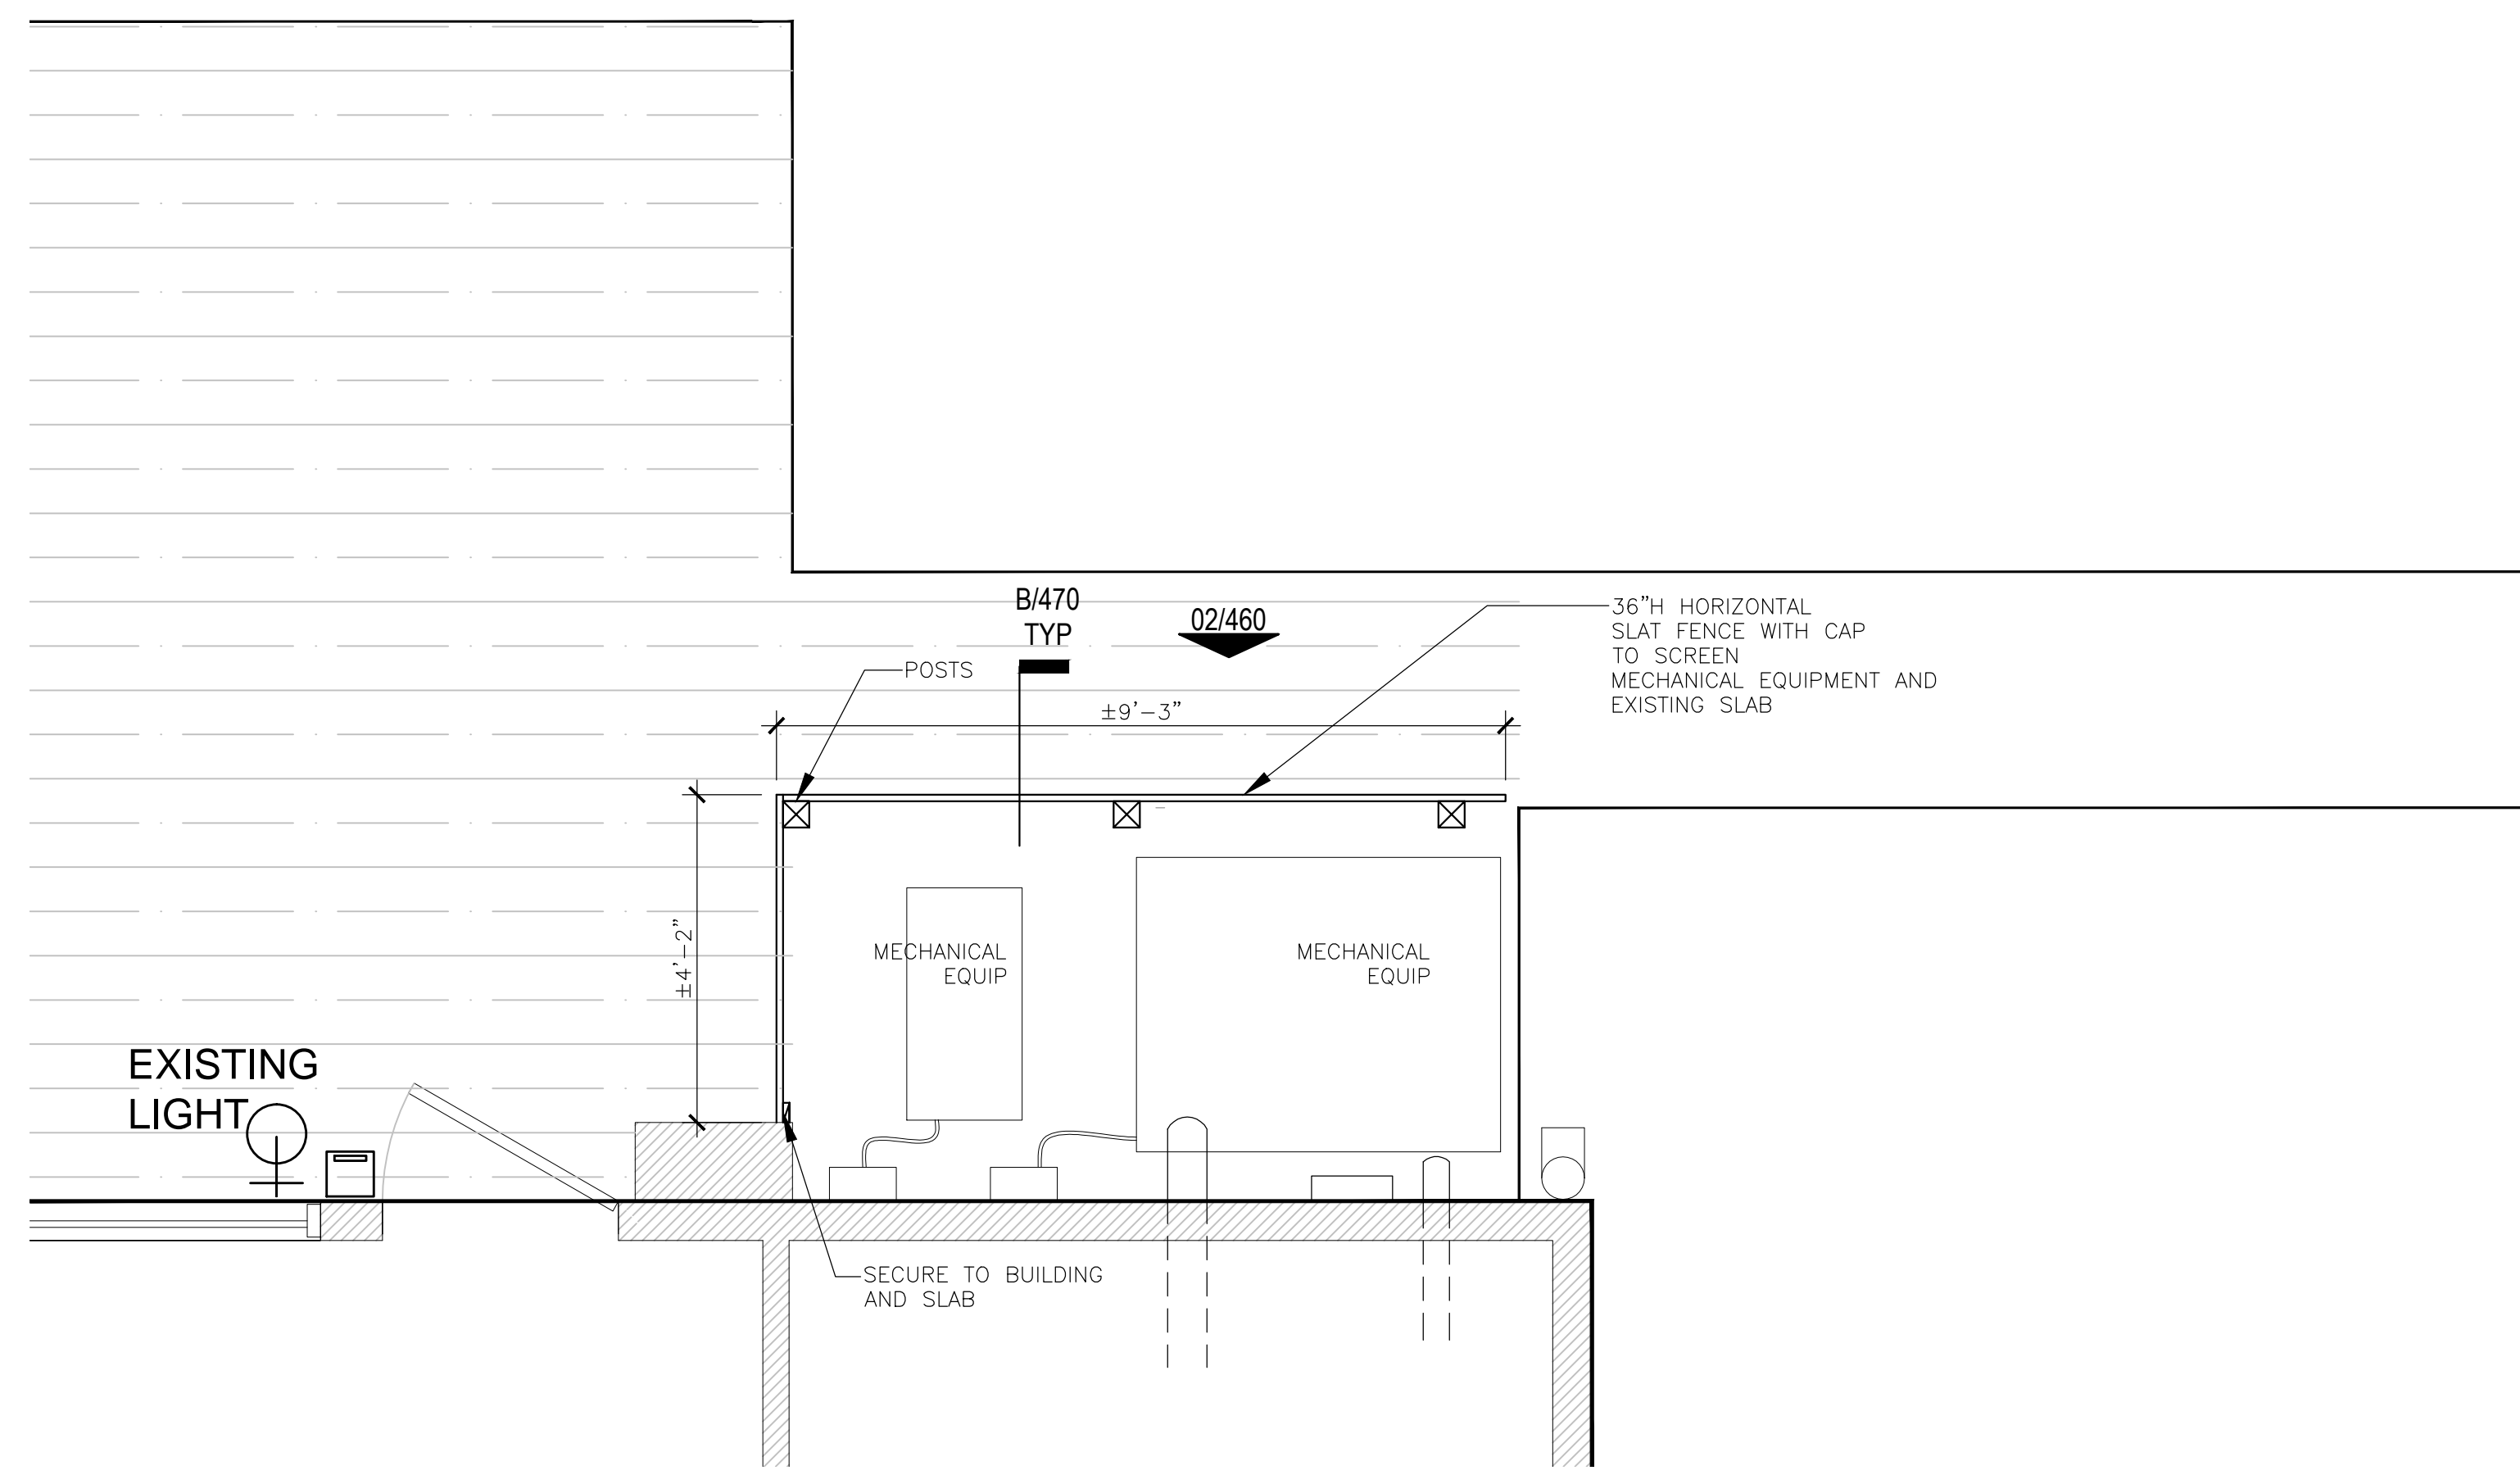 B/470
TYP
02/460
36"H HORIZONTAL
SLAT FENCE WITH CAP
TO SCREEN
MECHANICAL EQUIPMENT AND
EXISTING SLAB
POSTS
±9'-3"
±4'-2"
MECHANICAL
EQUIP
MECHANICAL
EQUIP
EXISTING
LIGHT
SECURE TO BUILDING
AND SLAB